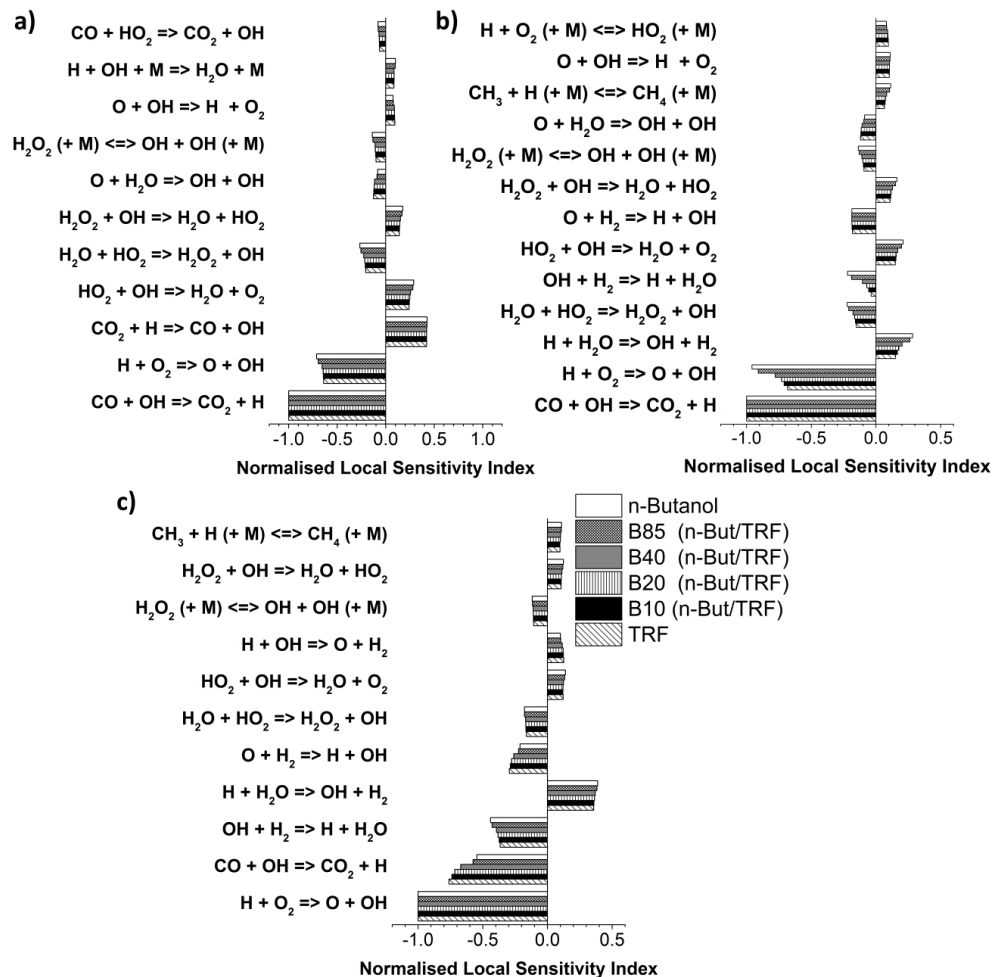 a)
CO + HO₂ => CO₂ + OH
H + OH + M => H₂O + M
O + OH => H + O₂
H₂O₂ (+ M) <=> OH + OH (+ M)
O + H₂O => OH + OH
H₂O₂ + OH => H₂O + HO₂
H₂O + HO₂ => H₂O₂ + OH
HO₂ + OH => H₂O + O₂
CO₂ + H => CO + OH
H + O₂ => O + OH
CO + OH => CO₂ + H
-1.0 -0.5 0.0 0.5 1.0
Normalised Local Sensitivity Index
b)
H + O₂ (+ M) <=> HO₂ (+ M)
O + OH => H + O₂
CH₃ + H (+ M) <=> CH₄ (+ M)
O + H₂O => OH + OH
H₂O₂ (+ M) <=> OH + OH (+ M)
H₂O₂ + OH => H₂O + HO₂
O + H₂ => H + OH
HO₂ + OH => H₂O + O₂
OH + H₂ => H + H₂O
H₂O + HO₂ => H₂O₂ + OH
H + H₂O => OH + H₂
H + O₂ => O + OH
CO + OH => CO₂ + H
-1.0 -0.5 0.0 0.5
Normalised Local Sensitivity Index
c)
CH₃ + H (+ M) <=> CH₄ (+ M)
H₂O₂ + OH => H₂O + HO₂
H₂O₂ (+ M) <=> OH + OH (+ M)
H + OH => O + H₂
HO₂ + OH => H₂O + O₂
H₂O + HO₂ => H₂O₂ + OH
O + H₂ => H + OH
H + H₂O => OH + H₂
OH + H₂ => H + H₂O
CO + OH => CO₂ + H
H + O₂ => O + OH
-1.0 -0.5 0.0 0.5
Normalised Local Sensitivity Index
n-Butanol
B85 (n-But/TRF)
B40 (n-But/TRF)
B20 (n-But/TRF)
B10 (n-But/TRF)
TRF